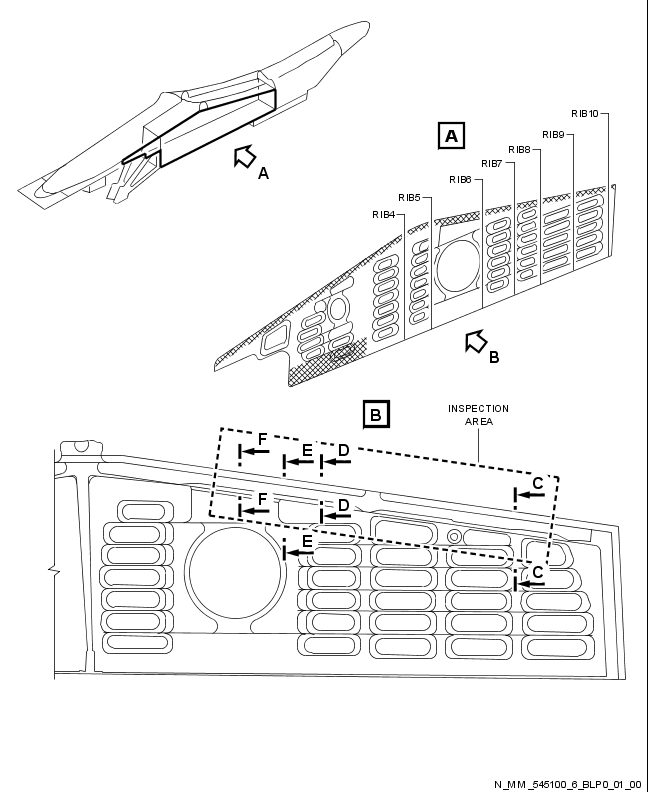 A
A
RIB10
RIB9
RIB8
RIB7
RIB6
RIB5
RIB4
B
B
INSPECTION
AREA
F
E
D
C
F
D
E
C
N_MM_545100_6_BLP0_01_00